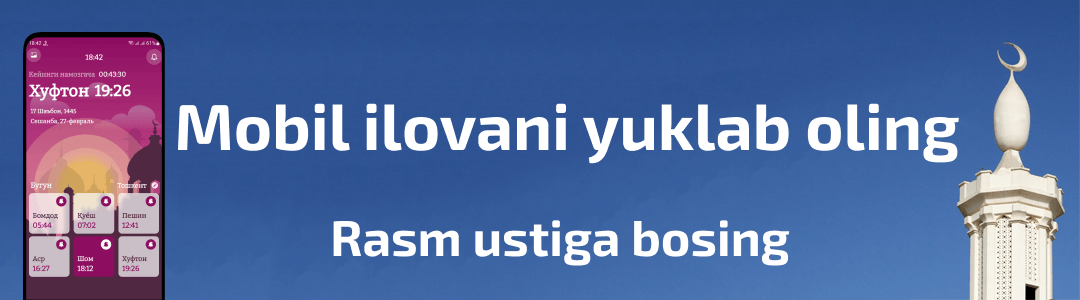 18:42
61%
18:42
Кейинги намозгача 00:43:30
Хуфтон 19:26
17 Шаъбон, 1445
Сешанба, 27-февраль
Бугун
Тошкент
Бомдод
05:44
Қуёш
07:02
Пешин
12:41
Аср
16:27
Шом
18:12
Хуфтон
19:26
Mobil ilovani yuklab oling
Rasm ustiga bosing